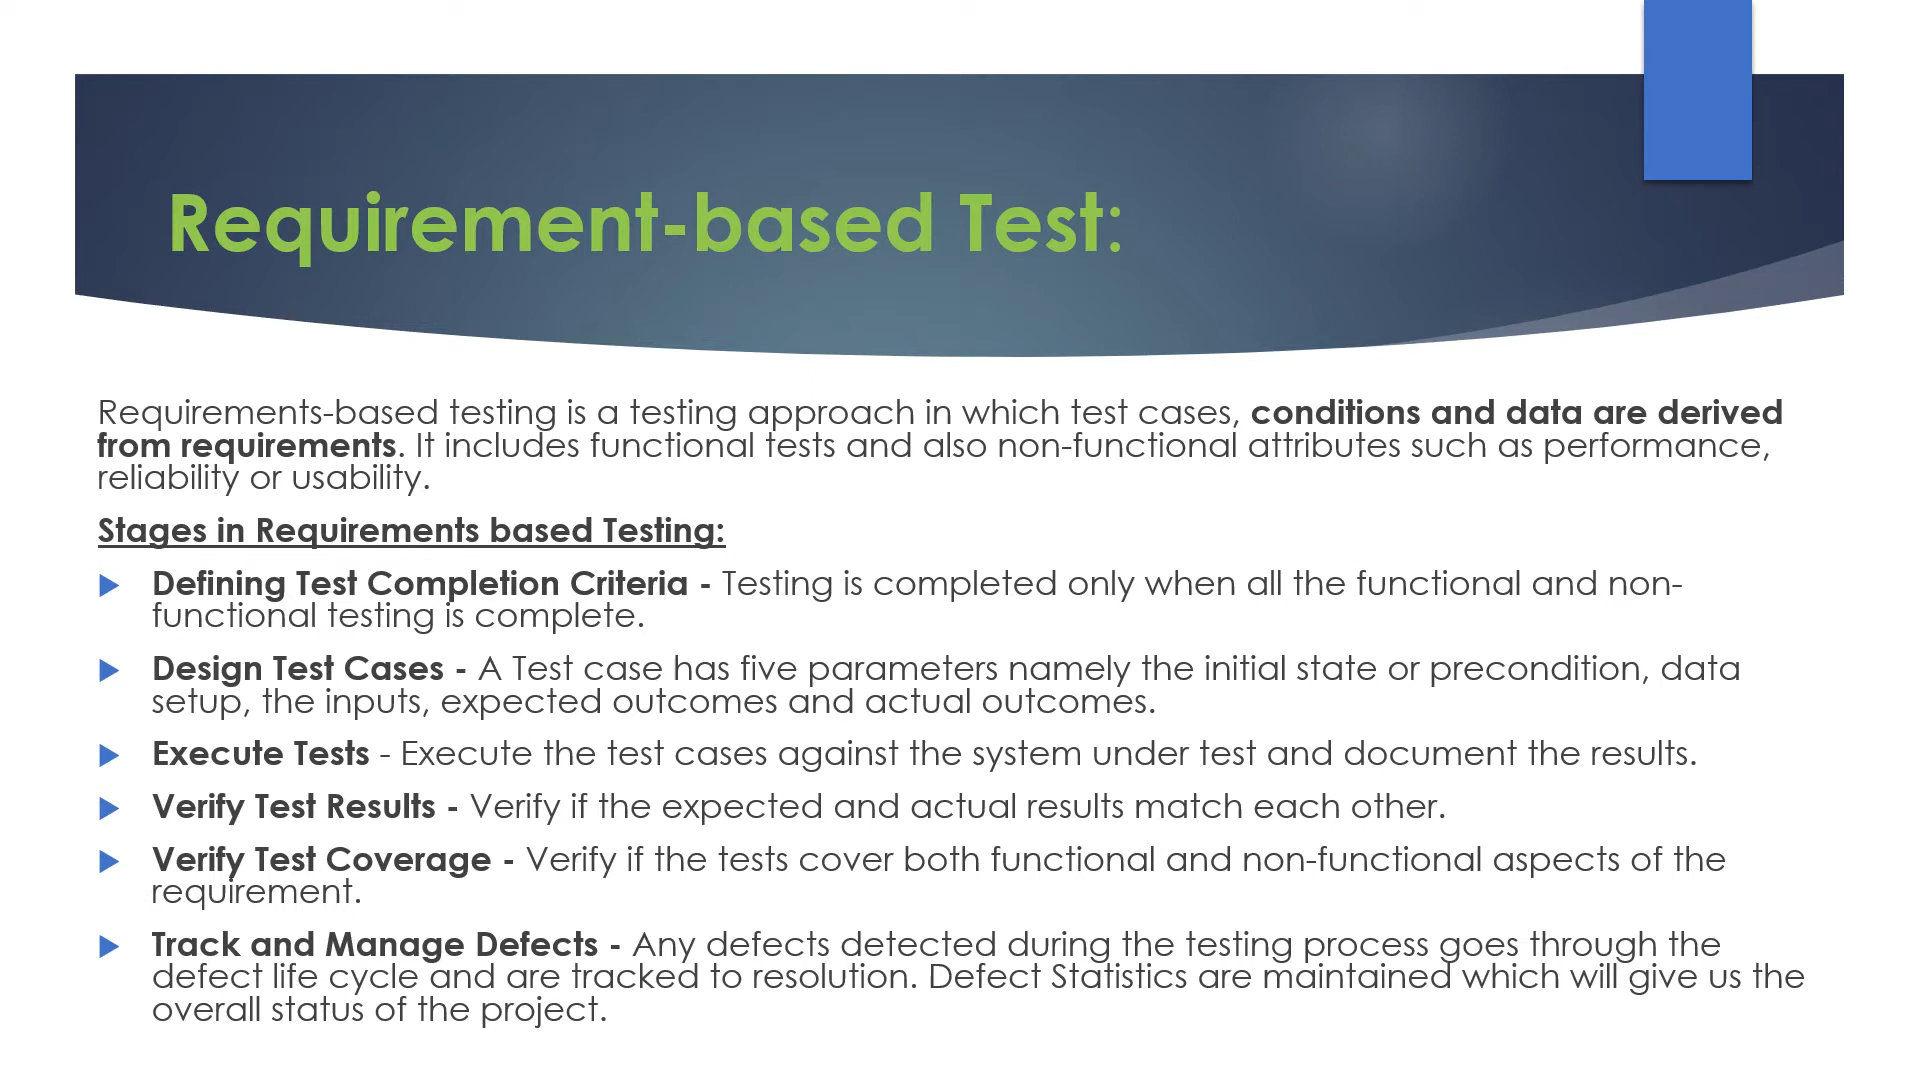 Requirement-based Test:
Requirements-based testing is a testing approach in which test cases, conditions and data are derived
from requirements. It includes functional tests and also non-functional attributes such as performance,
reliability or usability.
Stages in Requirements based Testing:
Defining Test Completion Criteria - Testing is completed only when all the functional and non-
functional testing is complete.
Design Test Cases - A Test case has five parameters namely the initial state or precondition, data
setup, the inputs, expected outcomes and actual outcomes.
Execute Tests - Execute the test cases against the system under test and document the results.
Verify Test Results - Verify if the expected and actual results match each other.
Verify Test Coverage - Verify if the tests cover both functional and non-functional aspects of the
requirement.
Track and Manage Defects - Any defects detected during the testing process goes through the
defect life cycle and are tracked to resolution. Defect Statistics are maintained which will give us the
overall status of the project.